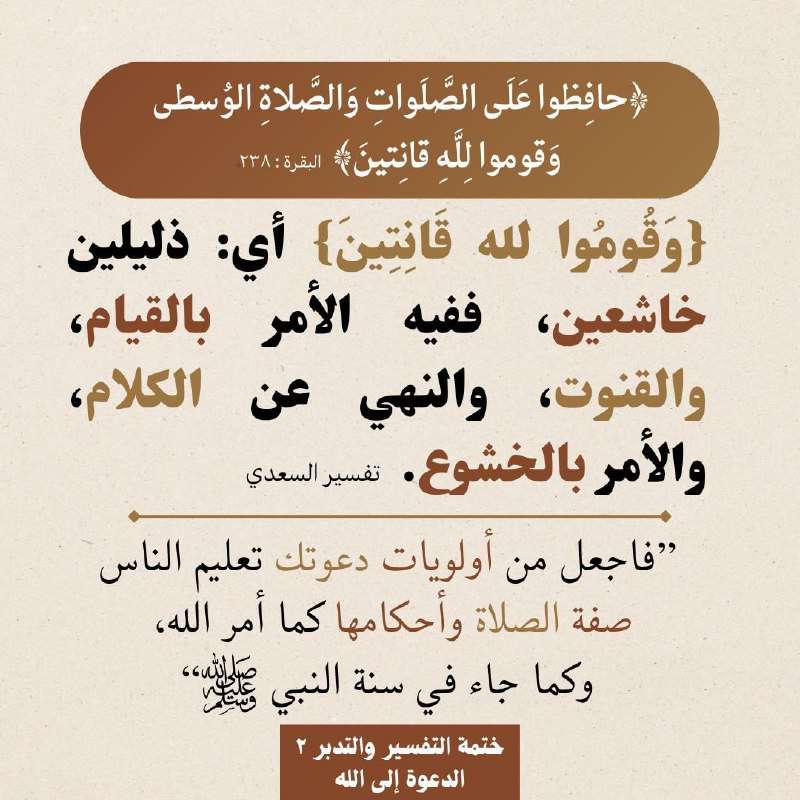 ﴿حافِظوا عَلَى الصَّلَواتِ وَالصَّلاةِ الوُسطى
وَقوموا لِلَّهِ قانِتينَ﴾ البقرة: ٢٣٨
{وَقُومُوا لله قَانِتِينَ} أي: ذليلين
خاشعين، ففيه الأمر بالقيام،
والقنوت، والنهي عن الكلام،
والأمر بالخشوع. تفسير السعدي
”فاجعل من أولويات دعوتك تعليم الناس
صفة الصلاة وأحكامها كما أمر الله،
وكما جاء في سنة النبي ﷺ“
ختمة التفسير والتدبر ٢
الدعوة إلى الله